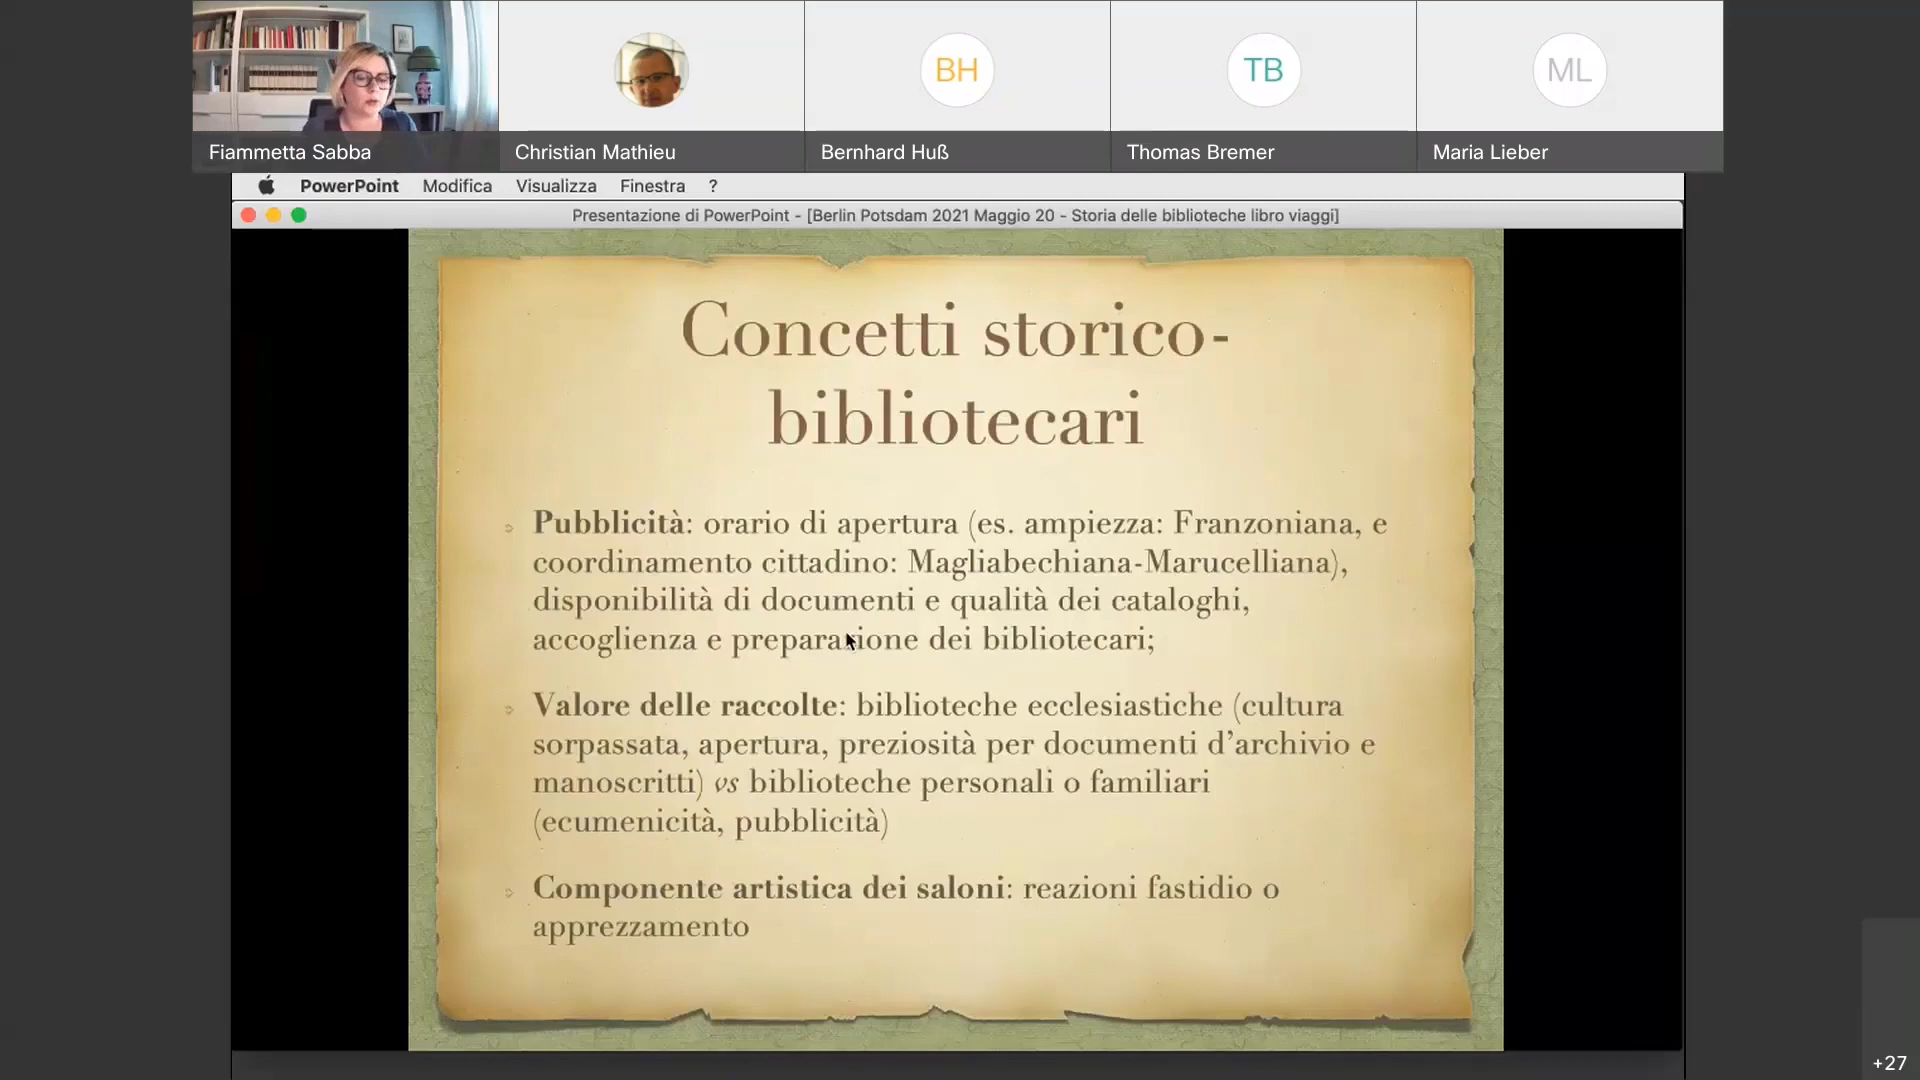 BH
TB
ML
Fiammetta Sabba
Christian Mathieu
Bernhard Huß
Thomas Bremer
Maria Lieber
PowerPoint Modifica Visualizza Finestra ?
Presentazione di PowerPoint - [Berlin Potsdam 2021 Maggio 20 - Storia delle biblioteche libro viaggi]
Concetti storico-
bibliotecari
Pubblicità: orario di apertura (es. ampiezza: Franzoniana, e
coordinamento cittadino: Magliabechiana-Marucelliana),
disponibilità di documenti e qualità dei cataloghi,
accoglienza e preparazione dei bibliotecari;
Valore delle raccolte: biblioteche ecclesiastiche (cultura
sorpassata, apertura, preziosità per documenti d’archivio e
manoscritti) vs biblioteche personali o familiari
(ecumenicità, pubblicità)
Componente artistica dei saloni: reazioni fastidio o
apprezzamento
+27